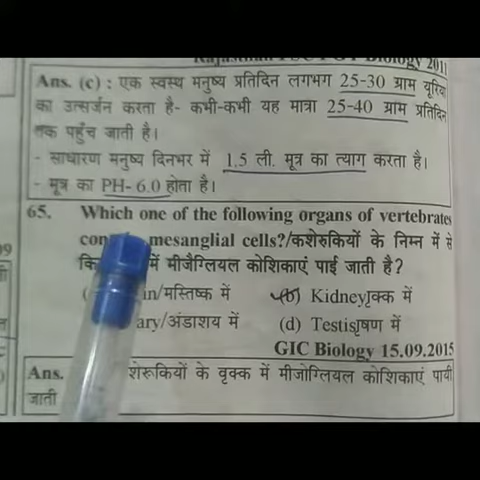 Rajasthan PSC PGT Biology 2011
Ans. (c) : एक स्वस्थ मनुष्य प्रतिदिन लगभग 25-30 ग्राम यूरिया
का उत्सर्जन करता है- कभी-कभी यह मात्रा 25-40 ग्राम प्रतिदिन
तक पहुँच जाती है।
- साधारण मनुष्य दिनभर में 1.5 ली. मूत्र का त्याग करता है।
- मूत्र का PH- 6.0 होता है।
65. Which one of the following organs of vertebrates
mesanglial cells?/कशेरुकियों के निम्न में से
में मीजैग्लियल कोशिकाएं पाई जाती है?
in/मस्तिष्क में (b) Kidney/वृक्क में
ary/अंडाशय में (d) Testis/वृषण में
GIC Biology 15.09.2015
Ans. शेरूकियों के वृक्क में मीजोग्लियल कोशिकाएं पायी
जाती